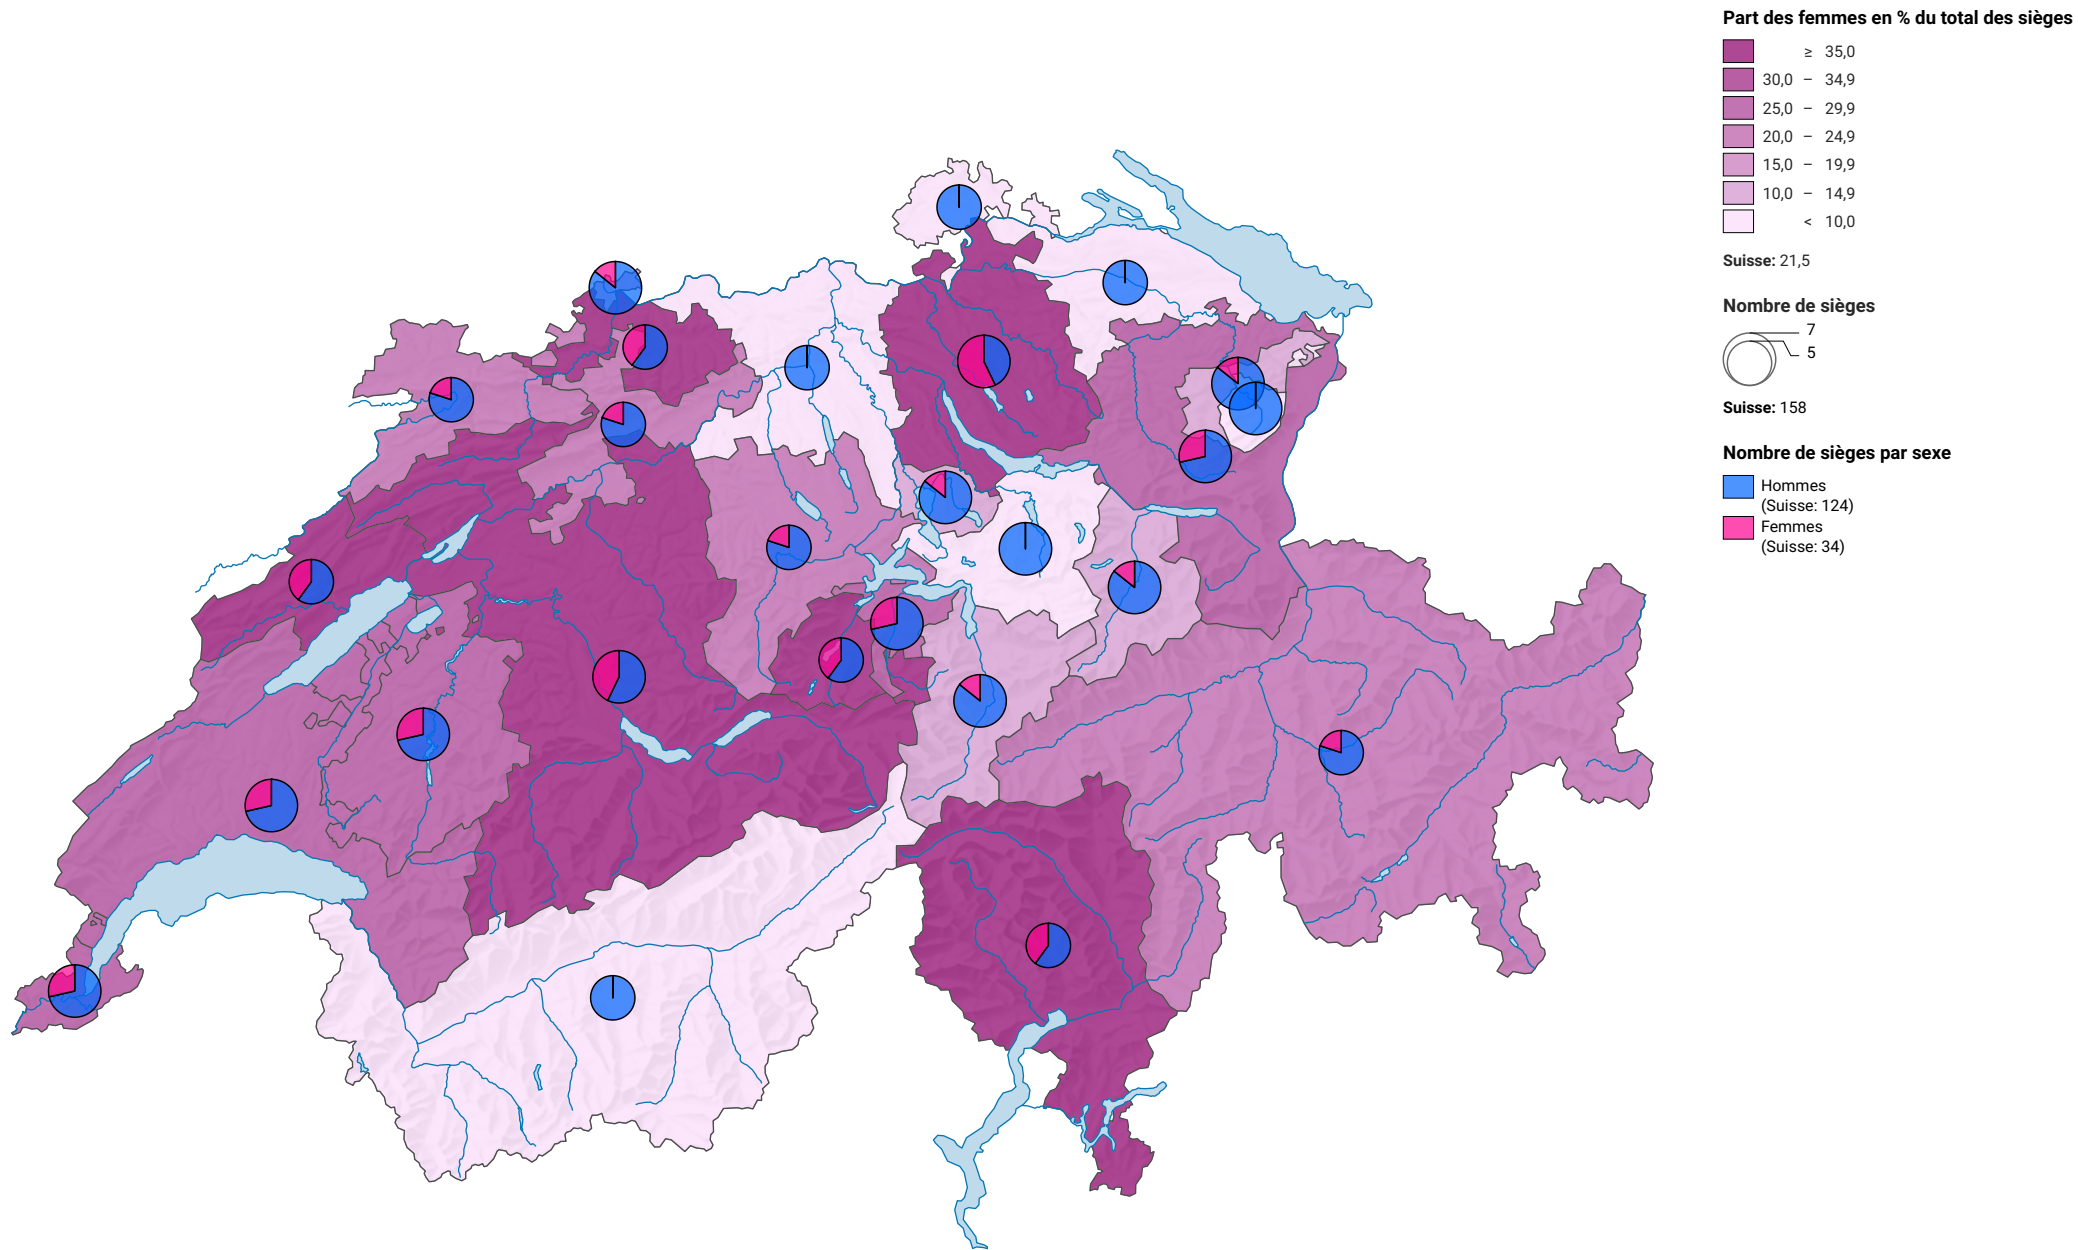 Part des femmes en % du total des sièges
≥ 35,0
30,0 – 34,9
25,0 – 29,9
20,0 – 24,9
15,0 – 19,9
10,0 – 14,9
< 10,0
Suisse: 21,5
Nombre de sièges
7
5
Suisse: 158
Nombre de sièges par sexe
Hommes
(Suisse: 124)
Femmes
(Suisse: 34)